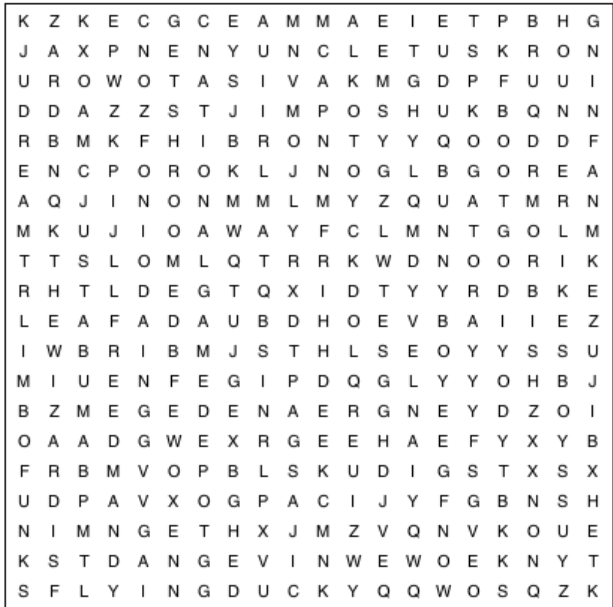 K Z K E C G C E A M M A E I E T P B H G
J A X P N E N Y U N C L E T U S K R O N
U R O W O T A S I V A K M G D P F U U I
D D A Z Z S T J I M P O S H U K B Q N N
R B M K F H I B R O N T Y Y Q O O D D F
E N C P O R O K L J N O G L B G O R E A
A Q J I N O N M M L M Y Z Q U A T M R N
M K U J I O A W A Y F C L M N T G O L M
T T S L O M L Q T R R K W D N O O R I K
R H T L D E G T Q X I D T Y Y R D B K E
L E A F A D A U B D H O E V B A I I E Z
I W B R I B M J S T H L S E O Y Y S S U
M I U E N F E G I P D Q G L Y Y O H B J
B Z M E G E D E N A E R G N E Y D Z O I
O A A D G W E X R G E E H A E F Y X Y B
F R B M V O P B L S K U D I G S T X S X
U D P A V X O G P A C I J Y F G B N S H
N I M N G E T H X J M Z V Q N V K O U E
K S T D A N G E V I N W E W O E K N Y T
S F L Y I N G D U C K Y Q Q W O S Q Z K